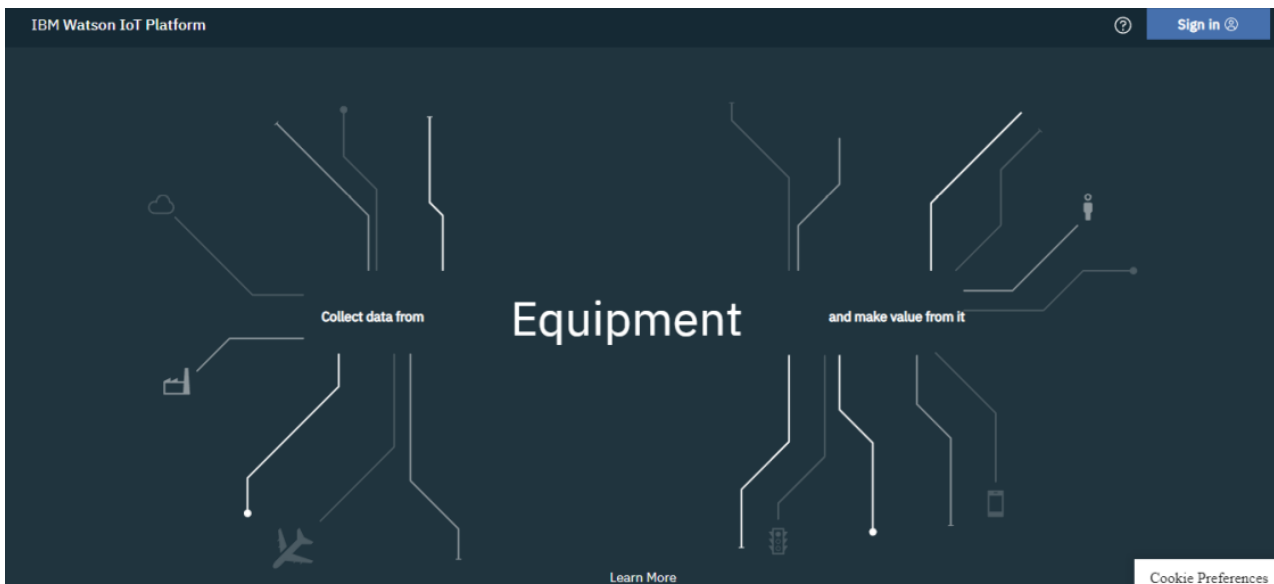 IBM Watson IoT Platform
Sign in
Collect data from
Equipment
and make value from it
Learn More
Cookie Preferences